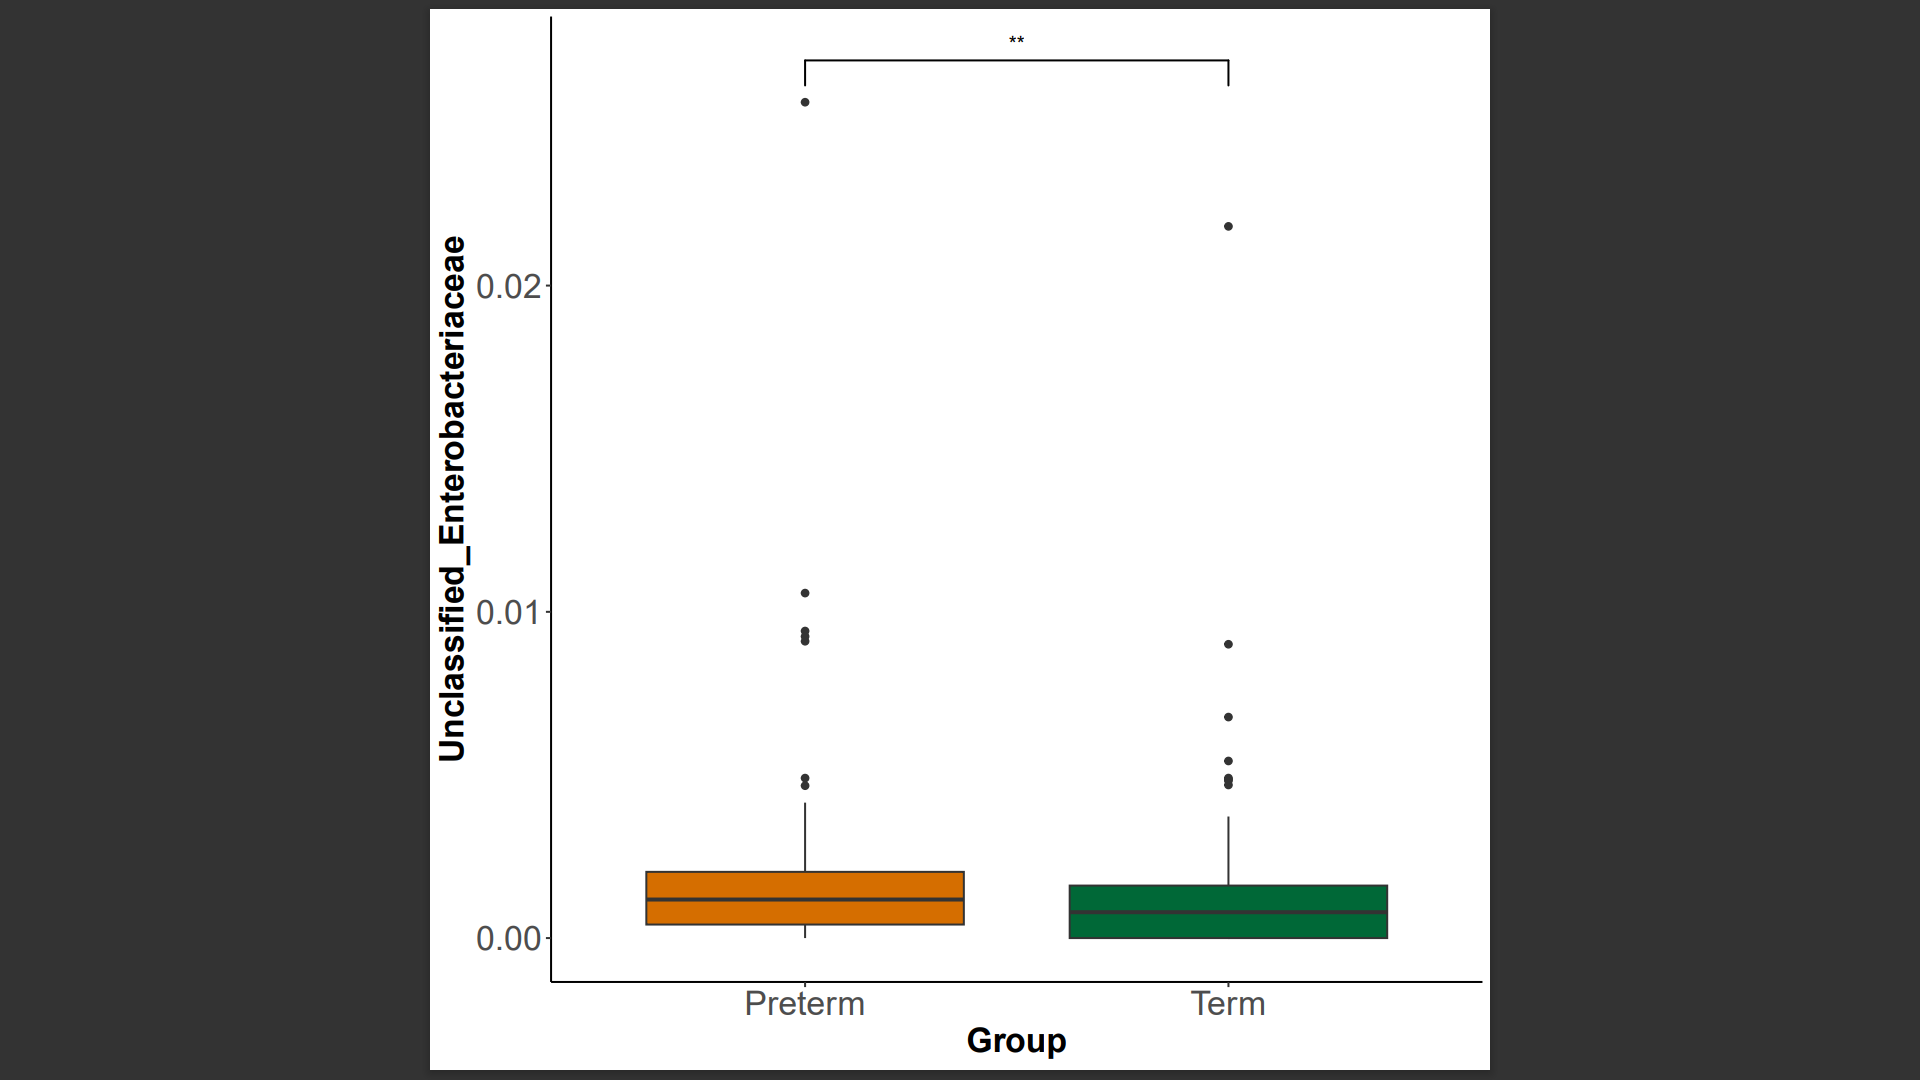 **
Unclassified_Enterobacteriaceae
0.02
0.01
0.00
Preterm
Term
Group